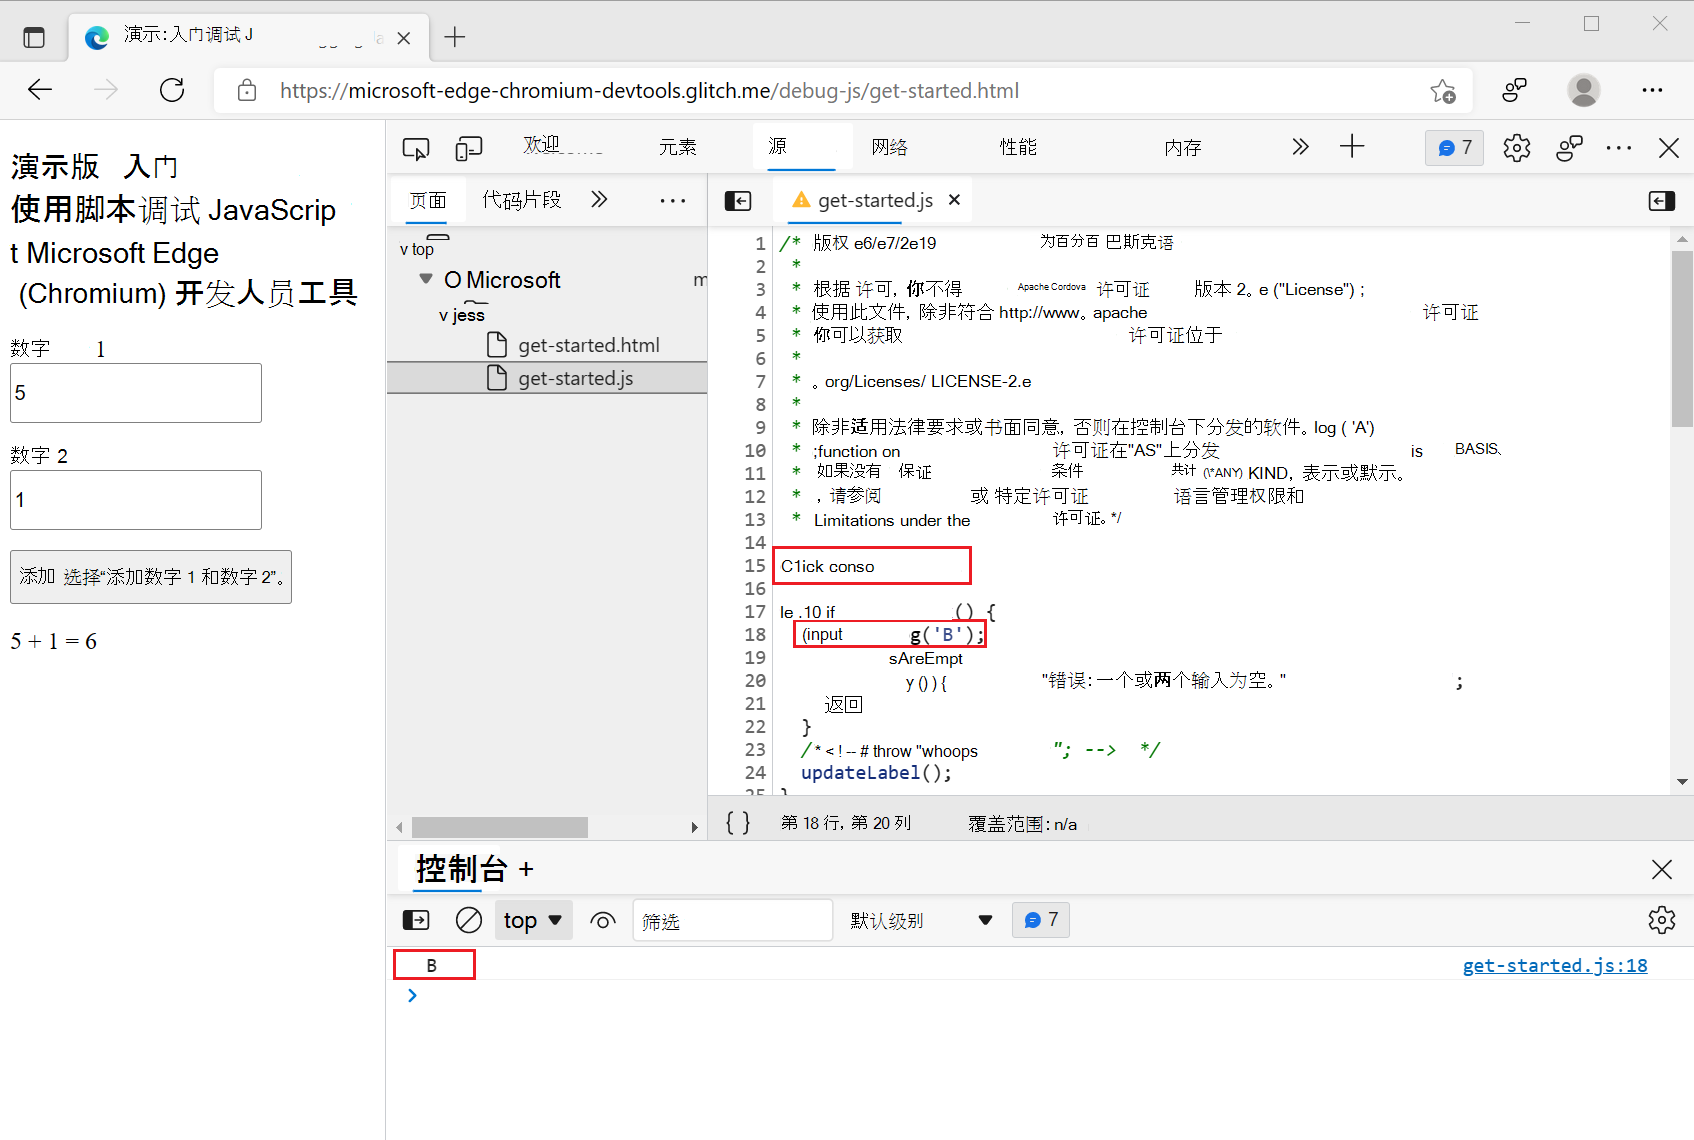 演示:入门调试 J
https://microsoft-edge-chromium-devtools.glitch.me/debug-js/get-started.html
演示版 入门
使用脚本调试 JavaScrip
t Microsoft Edge
(Chromium) 开发人员工具
数字 1
5
数字 2
1
添加 选择“添加数字 1 和数字 2”。
5 + 1 = 6
欢迎 元素 源 网络 性能 内存 7
页面 代码片段
v top
O Microsoft m
v jess
get-started.html
get-started.js
get-started.js
1 /* 版权 e6/e7/2e19 为百分百 巴斯克语
2 *
3 * 根据 许可, 你不得 Apache Cordova 许可证 版本 2。 e ("License") ;
4 * 使用此文件, 除非符合 http://www。 apache 许可证
5 * 你可以获取 许可证位于
6 *
7 * 。 org/Licenses/ LICENSE-2.e
8 *
9 * 除非适用法律要求或书面同意, 否则在控制台下分发的软件。 log ( 'A')
10 * ;function on 许可证在"AS"上分发 is BASIS、
11 * 如果没有 保证 条件 共计 (\*ANY) KIND, 表示或默示。
12 * , 请参阅 或 特定许可证 语言管理权限和
13 * Limitations under the 许可证。 */
14
15 C1ick conso
16
17 le .10 if () {
18 (input g('B');
19 sAreEmpt
20 y () ) { "错误: 一个或两个输入为空。 " ;
21 返回
22 }
23 /* < ! -- # throw "whoops "; --> */
24 updateLabel();
25 }
{ } 第 18 行, 第 20 列 覆盖范围: n/a
控制台 +
top 筛选 默认级别 7
B get-started.js:18